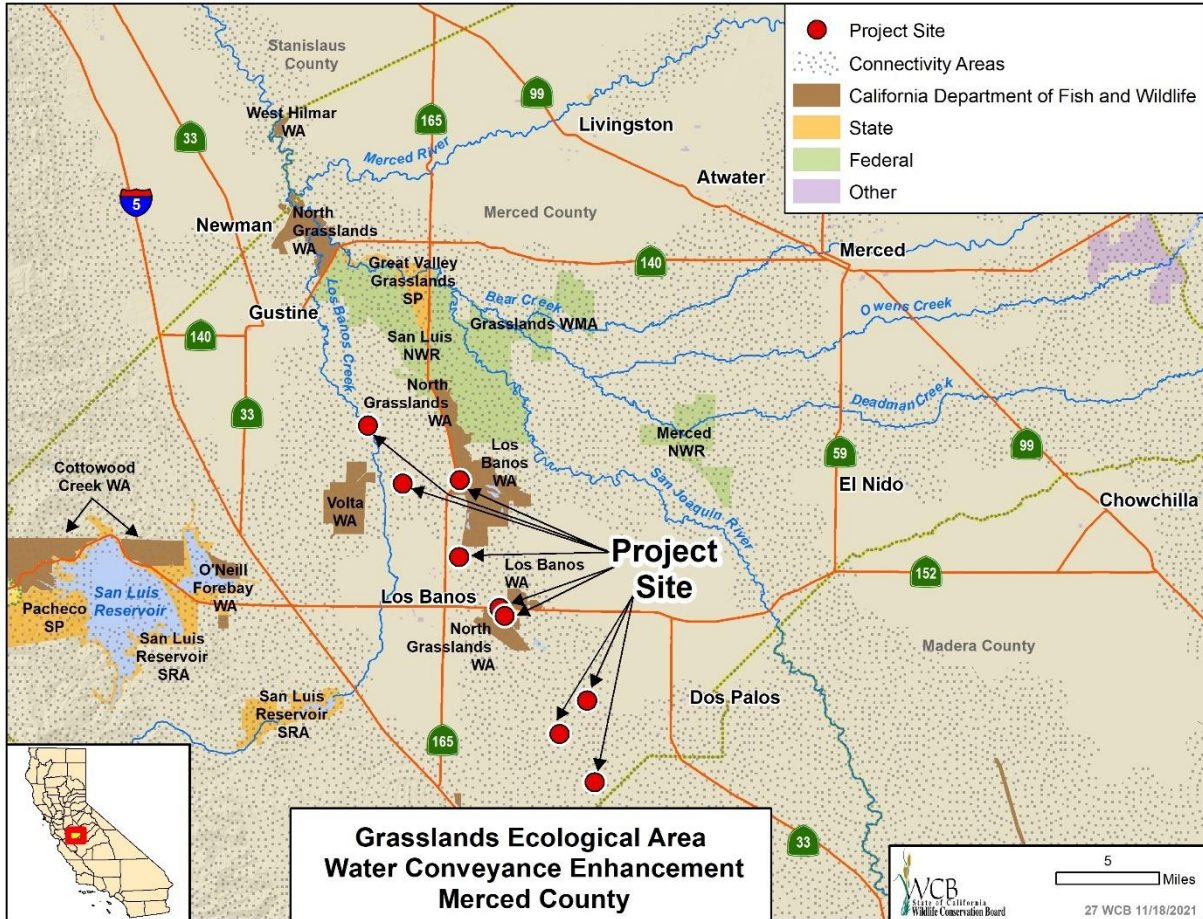 Stanislaus
County
West Hilmar
WA
33
165
99
Livingston
Merced River
Atwater
5
Newman
North
Grasslands
WA
Merced County
Merced
140
Great Valley
Grasslands
SP
Bear Creek
Grasslands WMA
Owens Creek
Gustine
Los Banos Creek
San Luis
NWR
140
33
North
Grasslands
WA
Deadman Creek
Merced
NWR
Los
Banos
WA
59
99
El Nido
Chowchilla
Cottowood
Creek WA
Volta
WA
San Joaquin River
Project
Site
O'Neill
Forebay
WA
Los Banos
WA
152
Los Banos
San Luis
Reservoir
Pacheco
SP
San Luis
Reservoir
SRA
North
Grasslands
WA
Madera County
San Luis
Reservoir
SRA
Dos Palos
165
33
Project Site
Connectivity Areas
California Department of Fish and Wildlife
State
Federal
Other
Grasslands Ecological Area
Water Conveyance Enhancement
Merced County
WCB
State of California
Wildlife Conservation Board
5
Miles
27 WCB 11/18/2021